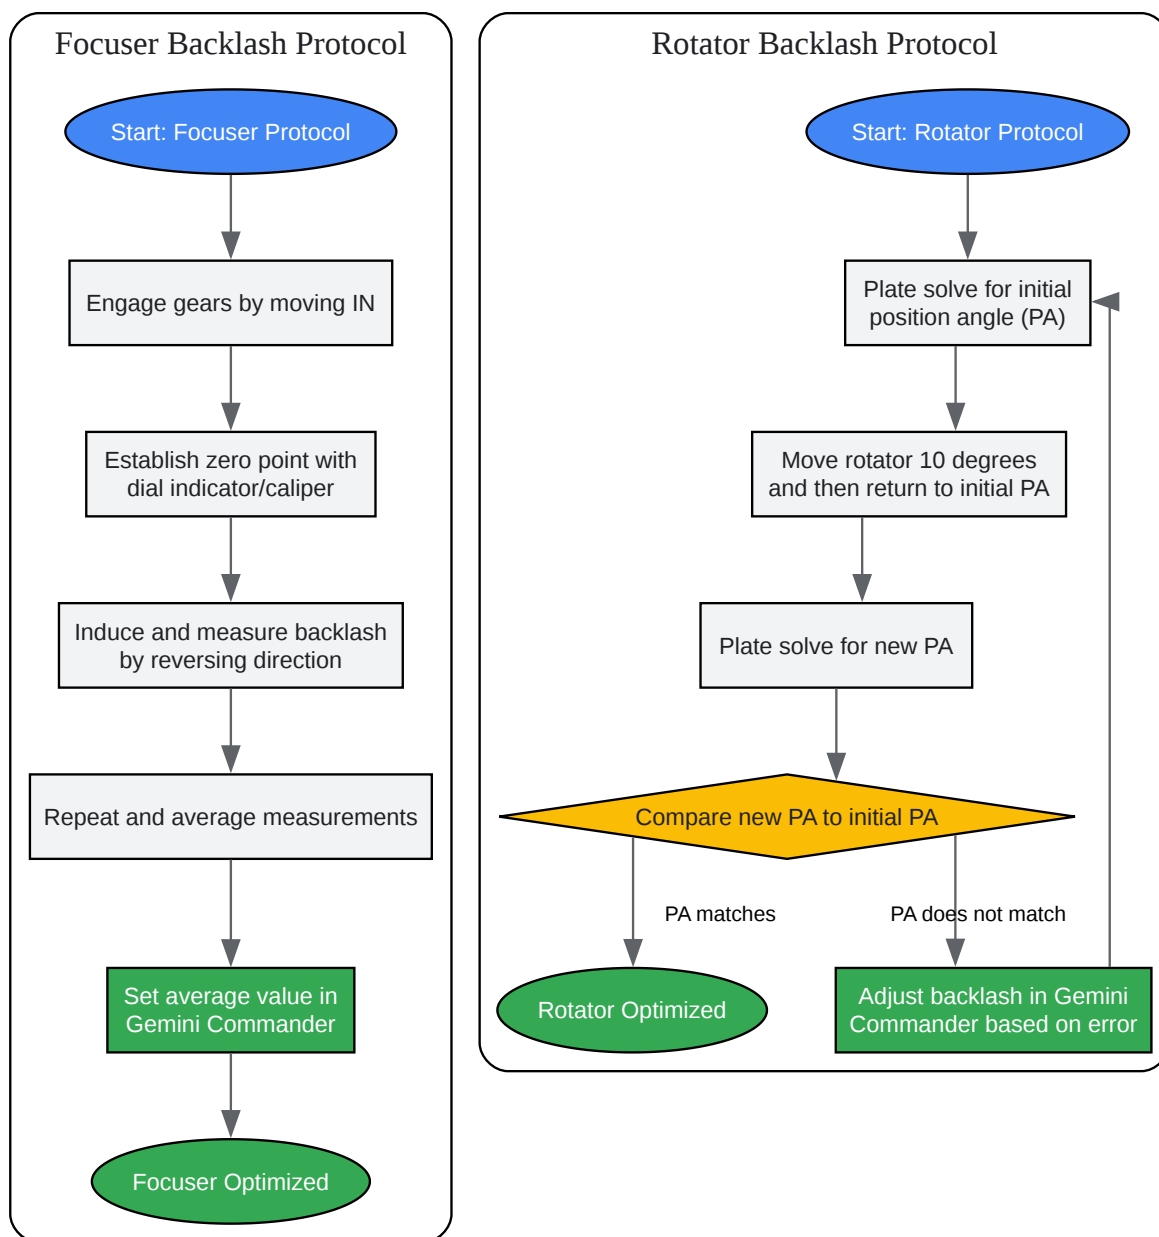 Focuser Backlash Protocol
Start: Focuser Protocol
Engage gears by moving IN
Establish zero point with
dial indicator/caliper
Induce and measure backlash
by reversing direction
Repeat and average measurements
Set average value in
Gemini Commander
Focuser Optimized
Rotator Backlash Protocol
Start: Rotator Protocol
Plate solve for initial
position angle (PA)
Move rotator 10 degrees
and then return to initial PA
Plate solve for new PA
Compare new PA to initial PA
PA matches
PA does not match
Rotator Optimized
Adjust backlash in Gemini
Commander based on error